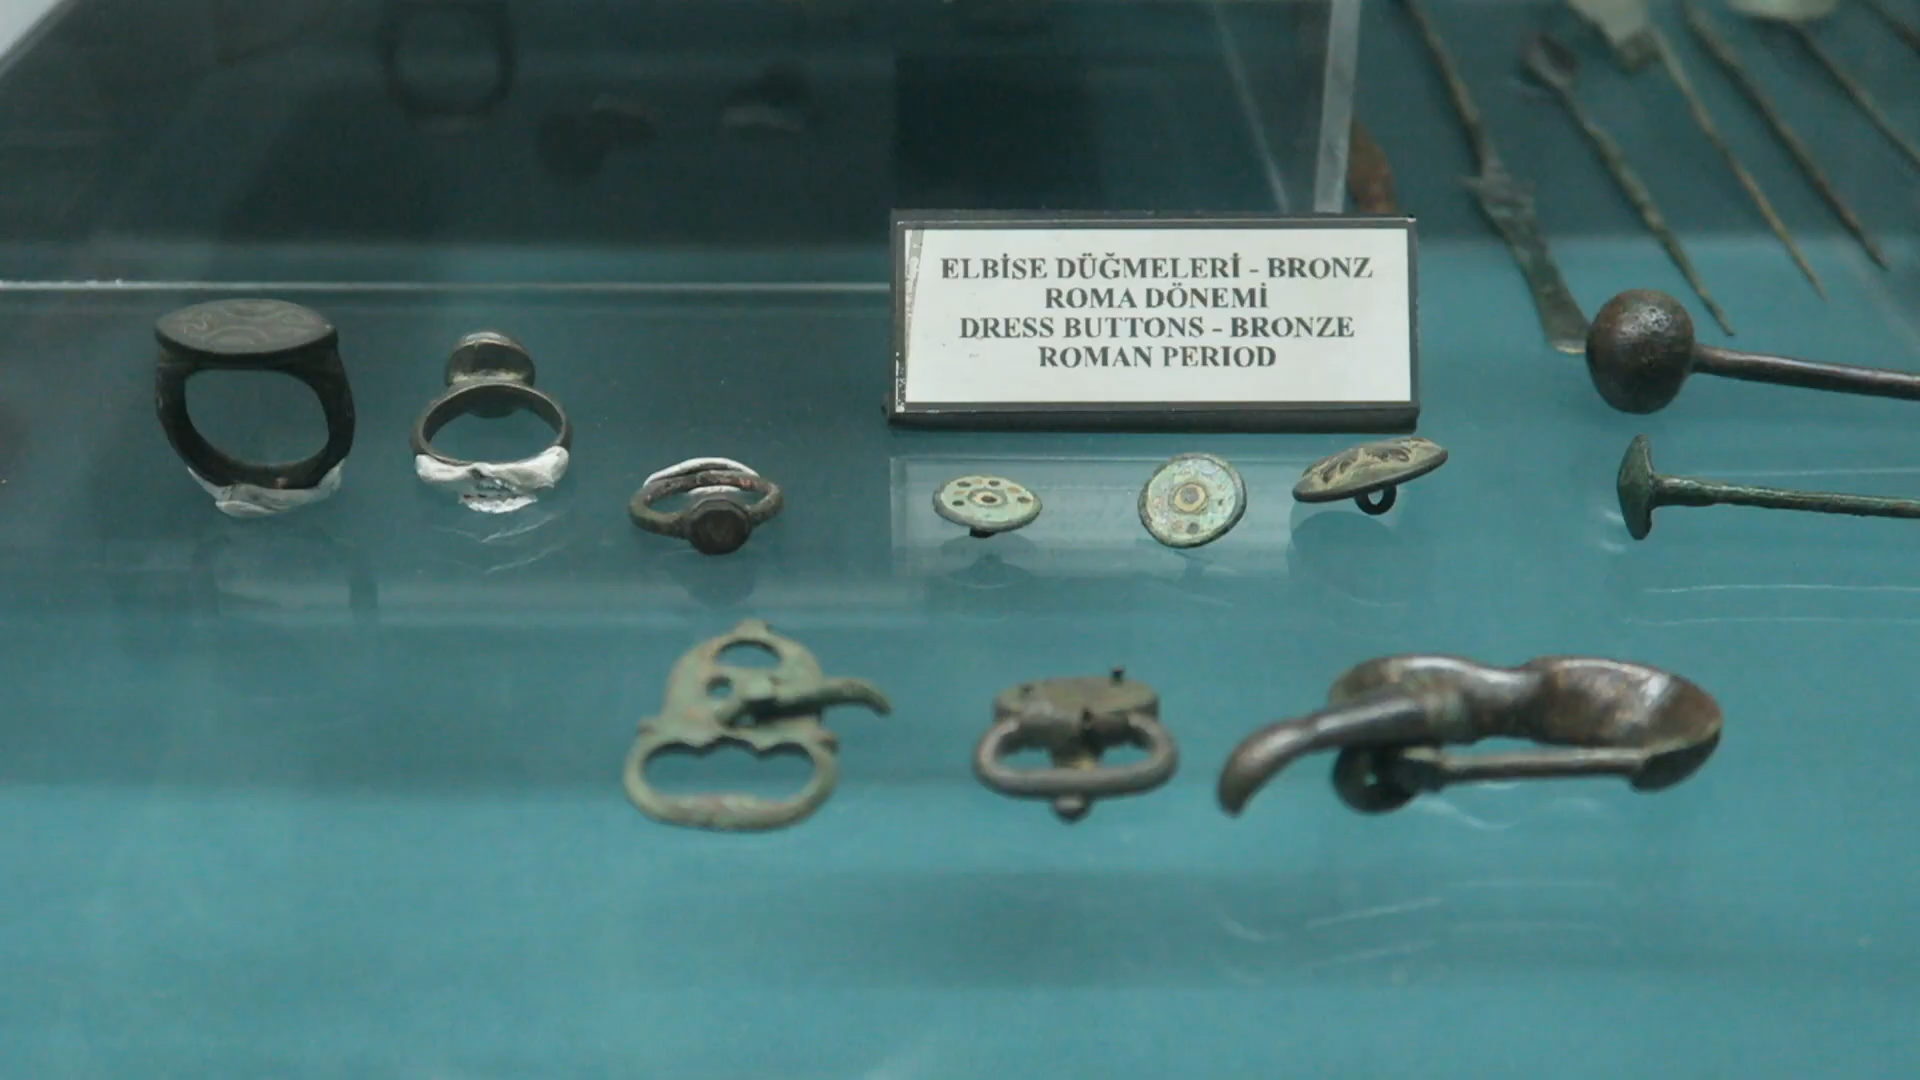 ELBİSE DÜĞMELERİ - BRONZ
ROMA DÖNEMİ
DRESS BUTTONS - BRONZE
ROMAN PERIOD